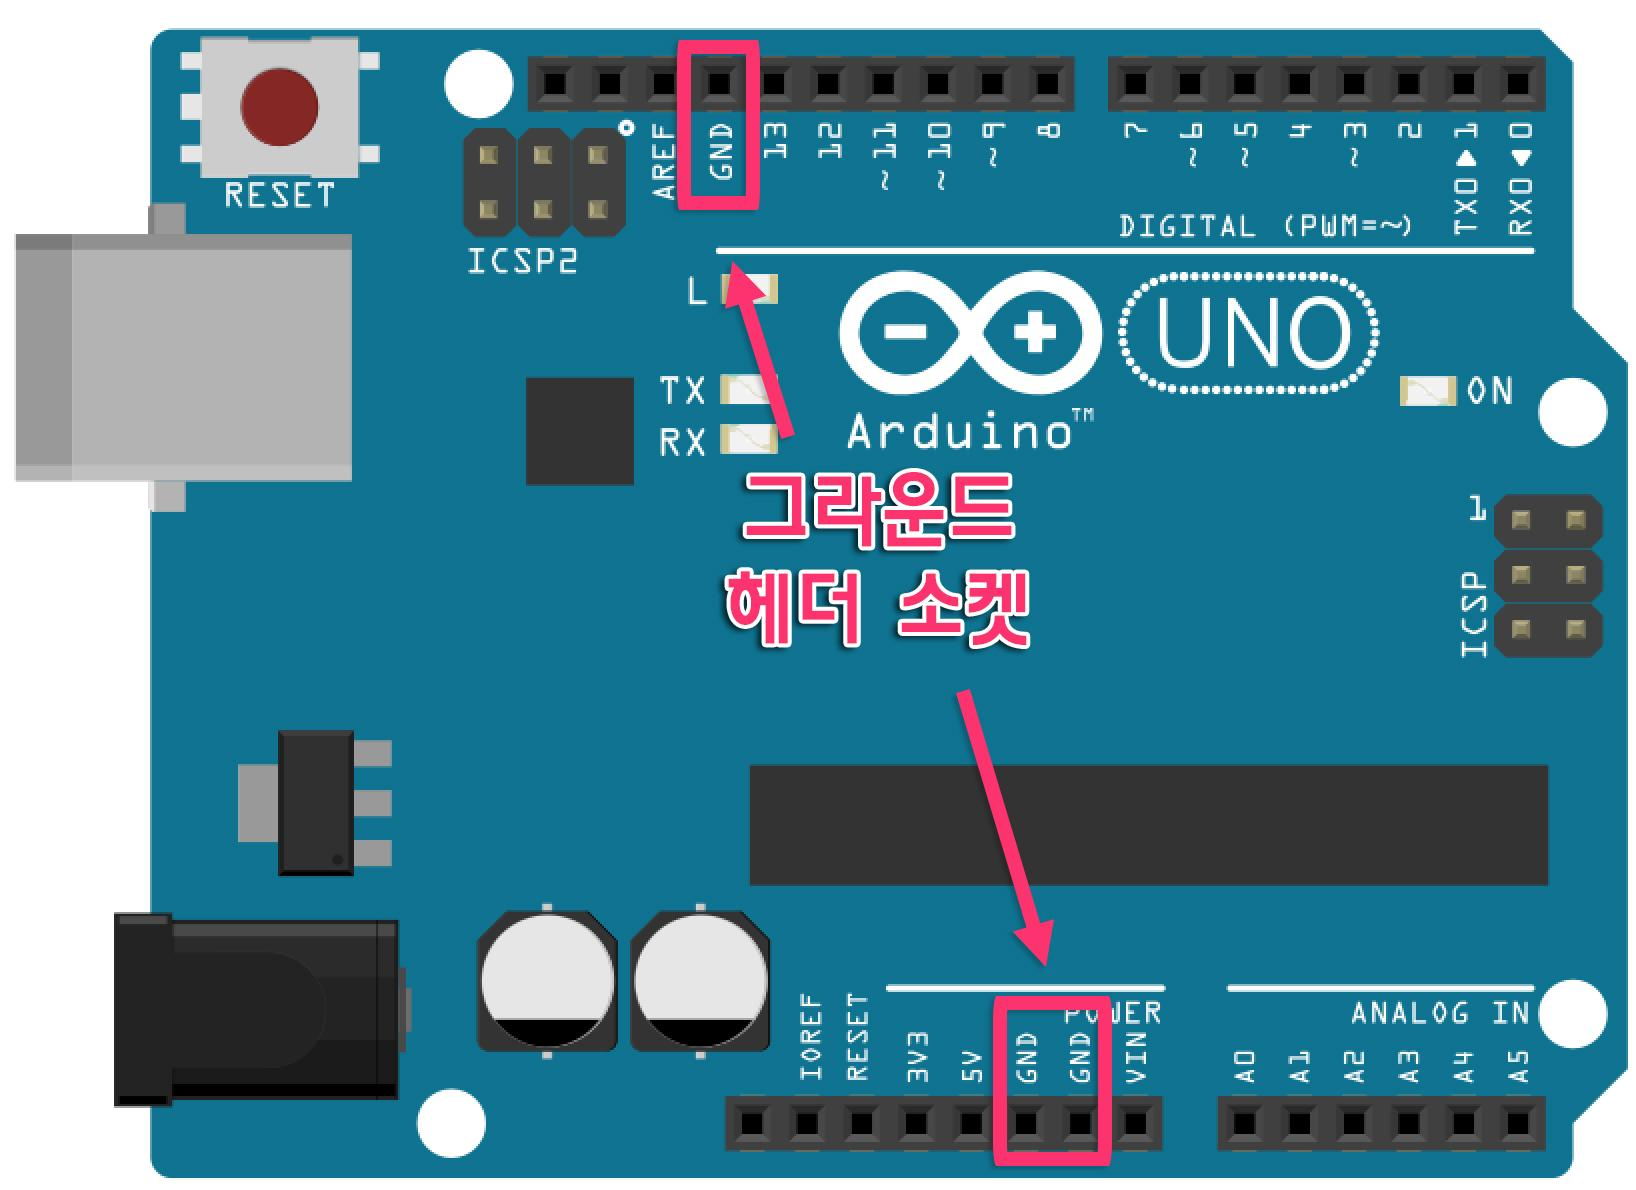 RESET
ICSP2
AREF
GND
13
12
~11
~10
~9
8
7
~6
~5
4
~3
2
TX0▶1
RX0◀0
DIGITAL (PWM=~)
L
TX
RX
UNO
Arduino™
ON
그라운드
헤더 소켓
1
ICSP
IOREF
RESET
3V3
5V
GND
GND
VIN
POWER
ANALOG IN
A0
A1
A2
A3
A4
A5